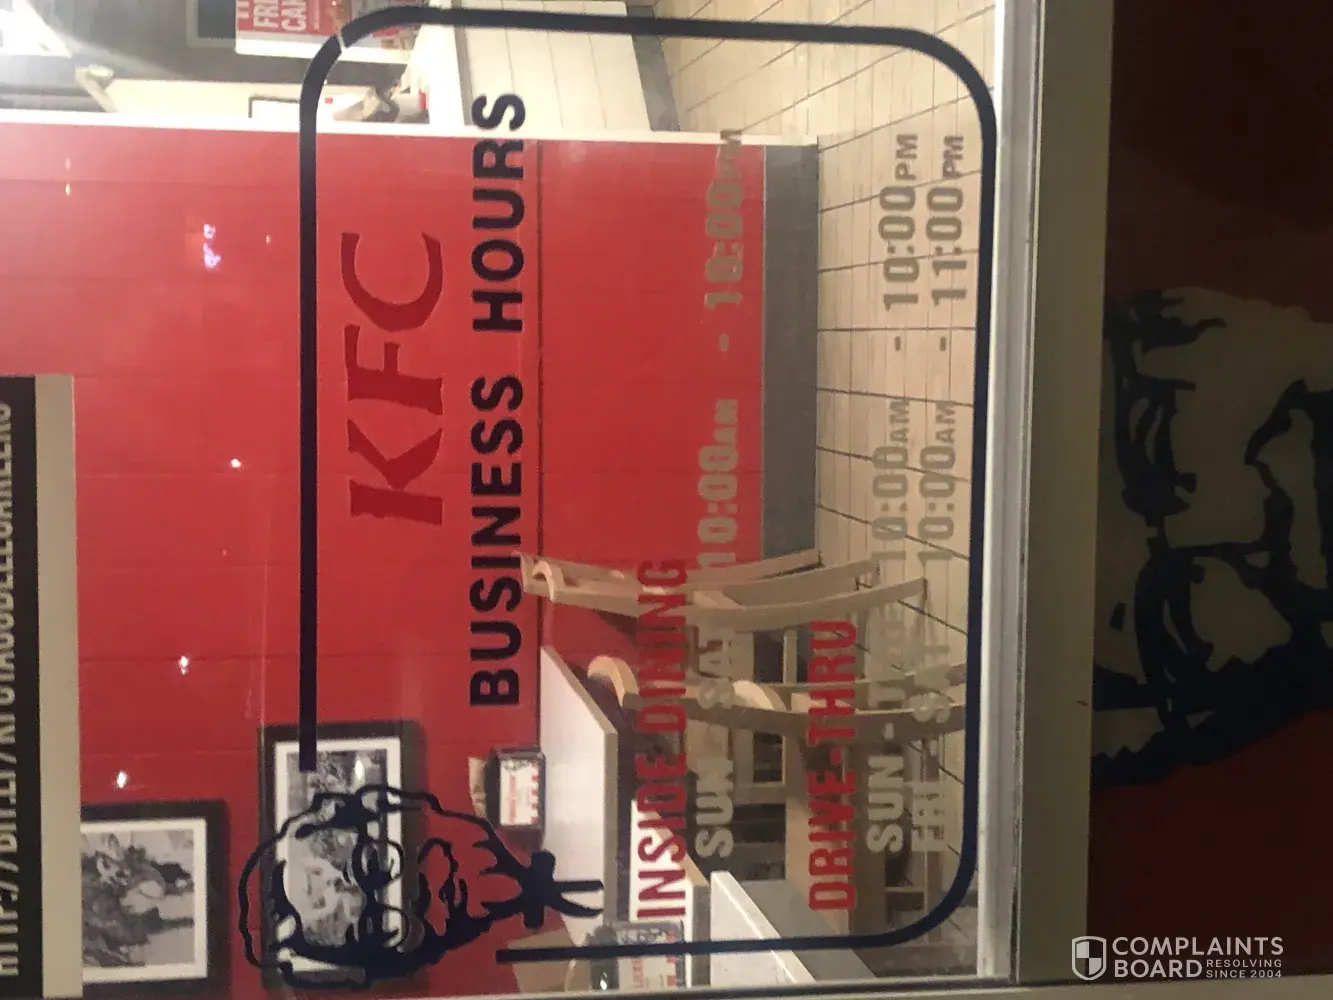 KFC
BUSINESS HOURS
INSIDE DINING
SUN - SAT 10:00AM - 10:00PM
DRIVE-THRU
SUN - 10:00AM - 10:00PM
FRI - SAT 10:00AM - 11:00PM
COMPLAINTS
BOARD RESOLVING
SINCE 2004